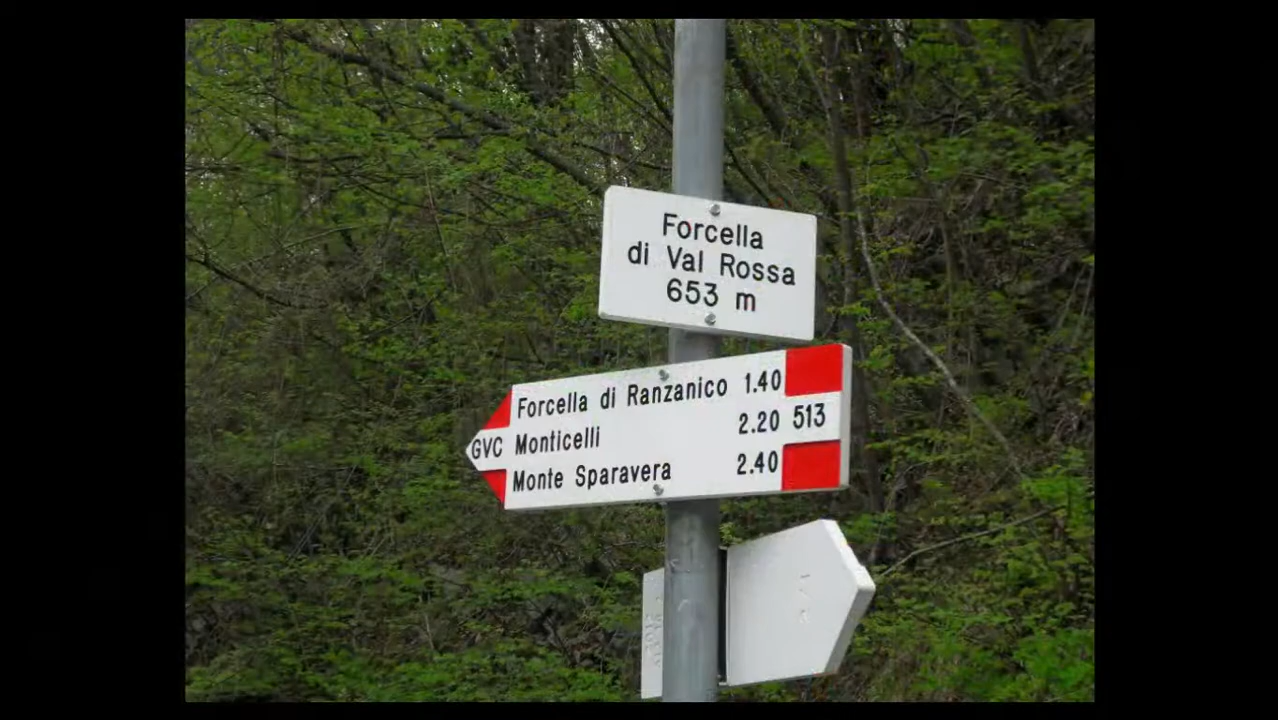 Forcella
di Val Rossa
653 m
Forcella di Ranzanico 1.40
GVC Monticelli 2.20 513
Monte Sparavera 2.40